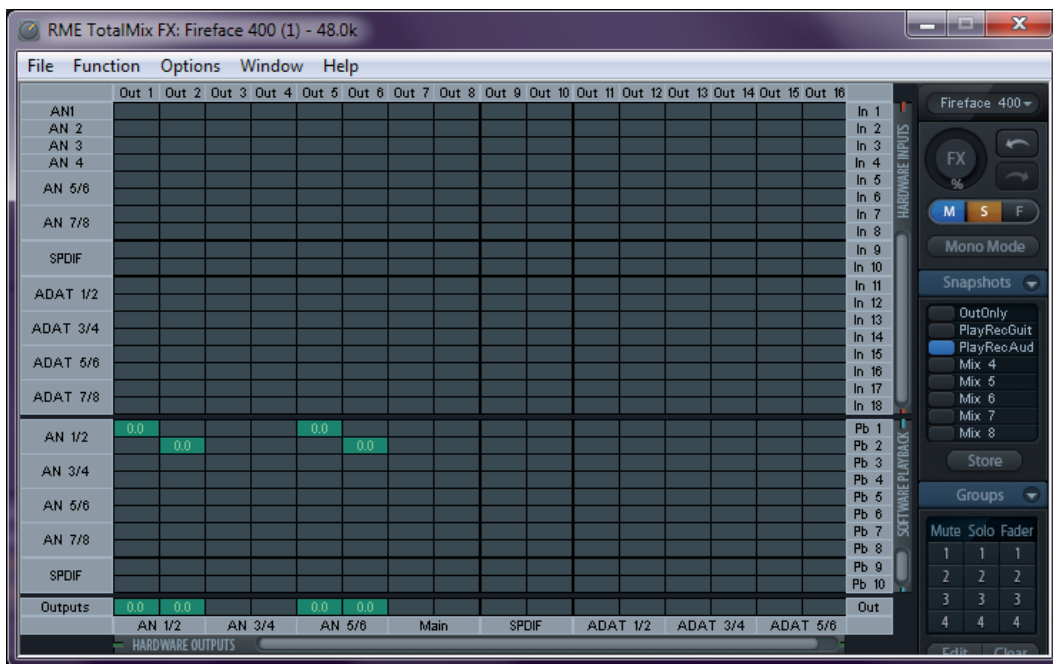 RME TotalMix FX: Fireface 400 (1) - 48.0k
File Function Options Window Help
Out 1 Out 2 Out 3 Out 4 Out 5 Out 6 Out 7 Out 8 Out 9 Out 10 Out 11 Out 12 Out 13 Out 14 Out 15 Out 16
AN1 In 1
AN 2 In 2
AN 3 In 3
AN 4 In 4
AN 5/6 In 5
In 6
AN 7/8 In 7
In 8
SPDIF In 9
In 10
ADAT 1/2 In 11
In 12
ADAT 3/4 In 13
In 14
ADAT 5/6 In 15
In 16
ADAT 7/8 In 17
In 18
HARDWARE INPUTS
AN 1/2 0.0 0.0 Pb 1
0.0 0.0 Pb 2
AN 3/4 Pb 3
Pb 4
AN 5/6 Pb 5
Pb 6
AN 7/8 Pb 7
Pb 8
SPDIF Pb 9
Pb 10
SOFTWARE PLAYBACK
Outputs 0.0 0.0 0.0 0.0 Out
AN 1/2 AN 3/4 AN 5/6 Main SPDIF ADAT 1/2 ADAT 3/4 ADAT 5/6
HARDWARE OUTPUTS
Fireface 400
FX
%
M S F
Mono Mode
Snapshots
OutOnly
PlayRecGuit
PlayRecAud
Mix 4
Mix 5
Mix 6
Mix 7
Mix 8
Store
Groups
Mute Solo Fader
1 1 1
2 2 2
3 3 3
4 4 4
Edit Clear